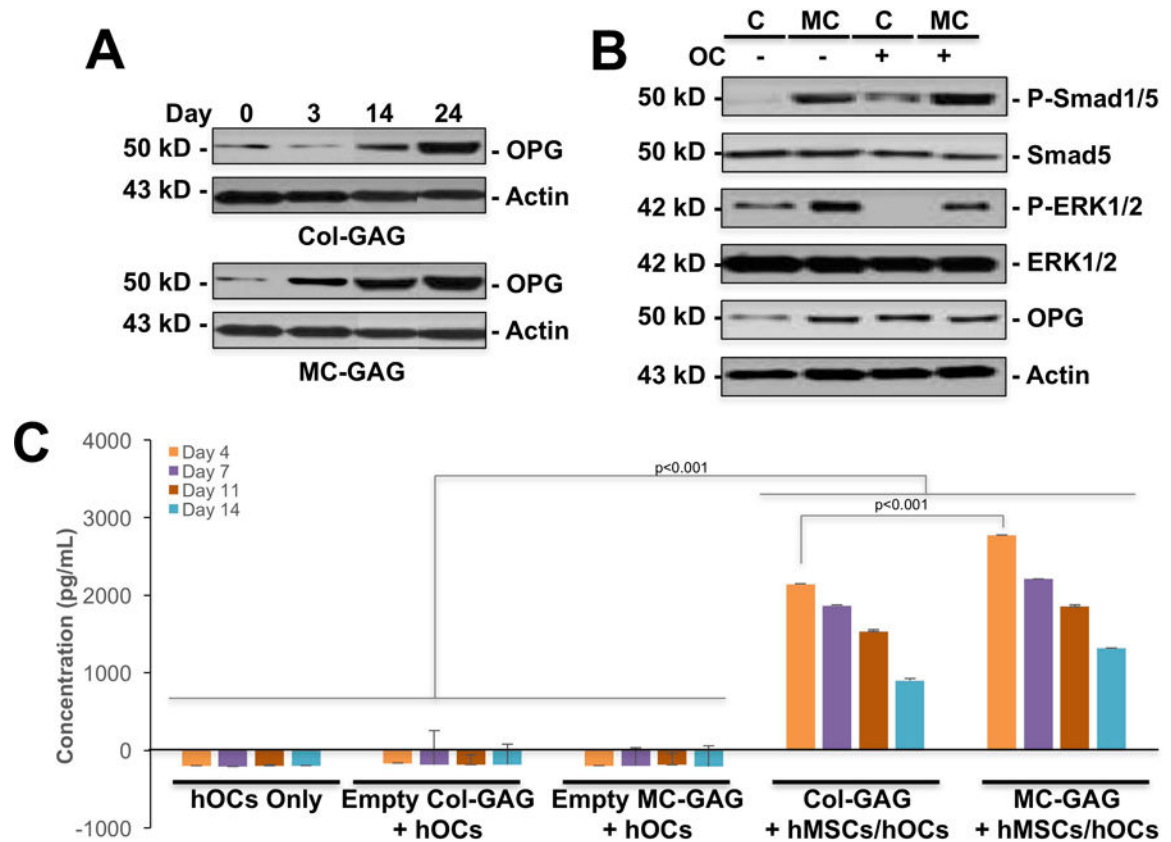 A
Day 0 3 14 24
50 kD - - OPG
43 kD - - Actin
Col-GAG
50 kD - - OPG
43 kD - - Actin
MC-GAG
B
C MC C MC
OC - - + +
50 kD - - P-Smad1/5
50 kD - - Smad5
42 kD - - P-ERK1/2
42 kD - - ERK1/2
50 kD - - OPG
43 kD - - Actin
C
Concentration (pg/mL)
4000
3000
2000
1000
0
-1000
Day 4
Day 7
Day 11
Day 14
p<0.001
p<0.001
hOCs Only
Empty Col-GAG
+ hOCs
Empty MC-GAG
+ hOCs
Col-GAG
+ hMSCs/hOCs
MC-GAG
+ hMSCs/hOCs